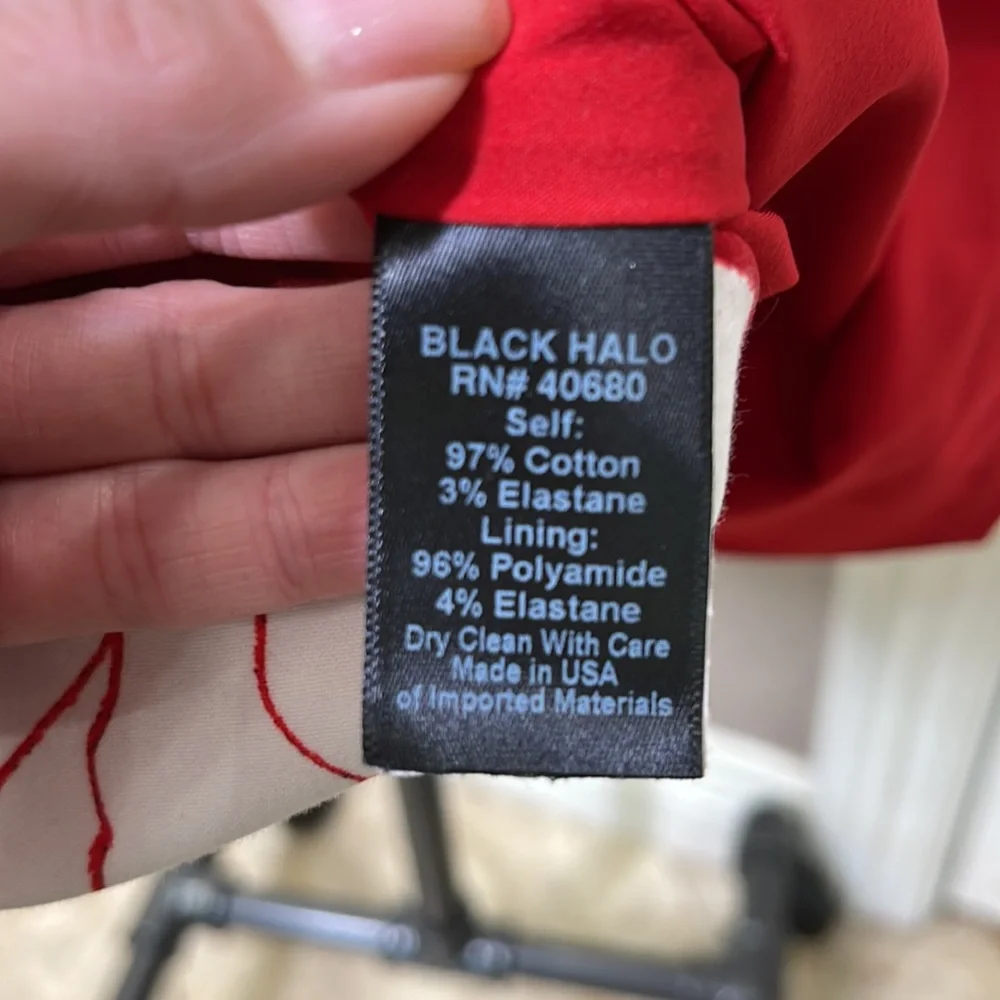 BLACK HALO
RN# 40680
Self:
97% Cotton
3% Elastane
Lining:
96% Polyamide
4% Elastane
Dry Clean With Care
Made in USA
of Imported Materials